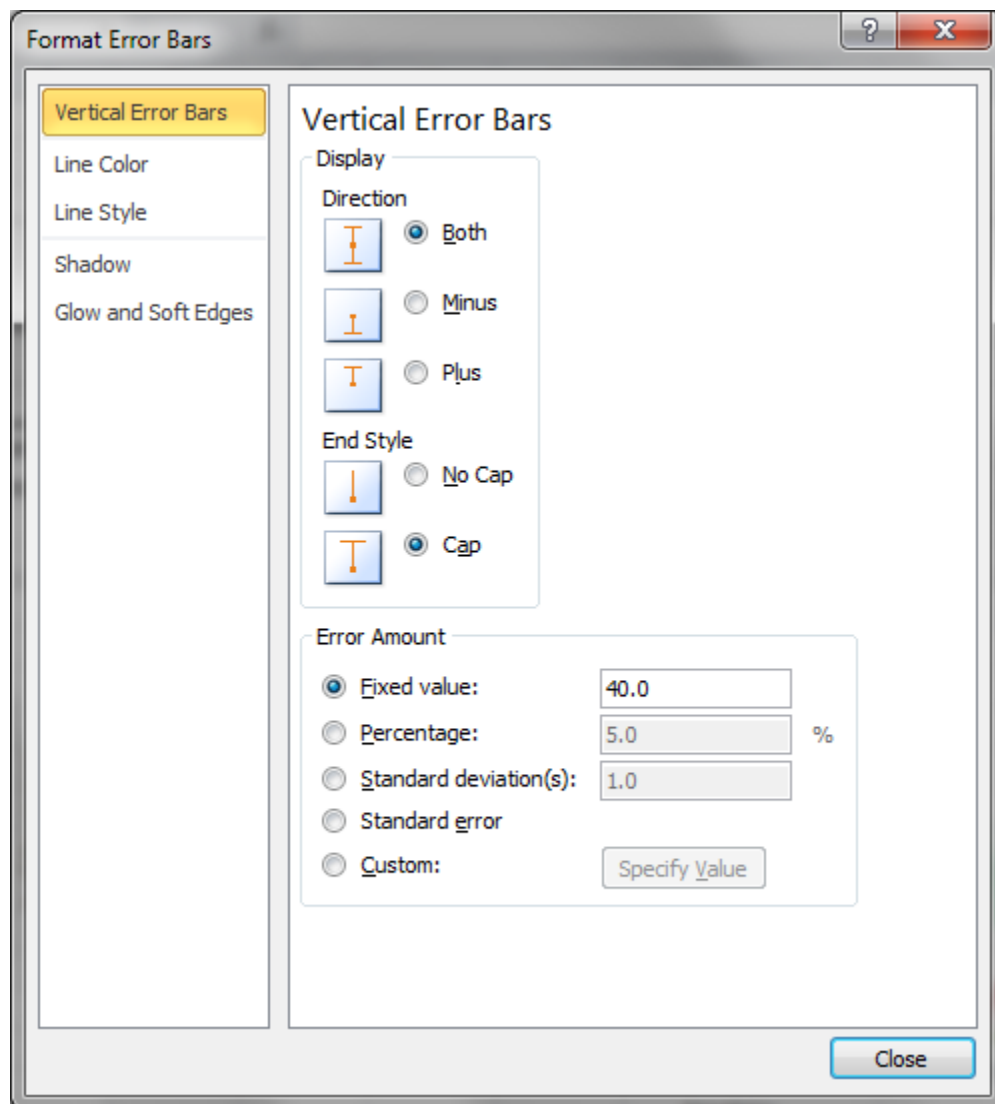 Format Error Bars
?
Vertical Error Bars
Line Color
Line Style
Shadow
Glow and Soft Edges
Vertical Error Bars
Display
Direction
Both
Minus
Plus
End Style
No Cap
Cap
Error Amount
Fixed value: 40.0
Percentage: 5.0 %
Standard deviation(s): 1.0
Standard error
Custom: Specify Value
Close